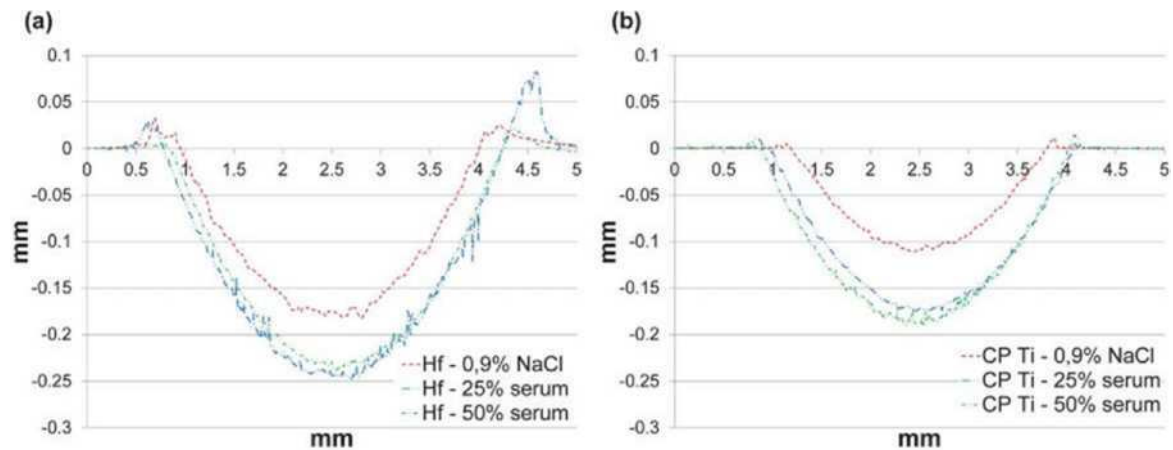 (a)
0.1
0.05
0
-0.05
-0.1
-0.15
-0.2
-0.25
-0.3
mm
0 0.5 1 1.5 2 2.5 3 3.5 4 4.5 5
Hf - 0,9% NaCl
Hf - 25% serum
Hf - 50% serum
mm
(b)
0.1
0.05
0
-0.05
-0.1
-0.15
-0.2
-0.25
-0.3
mm
0 0.5 1 1.5 2 2.5 3 3.5 4 4.5 5
CP Ti - 0,9% NaCl
CP Ti - 25% serum
CP Ti - 50% serum
mm